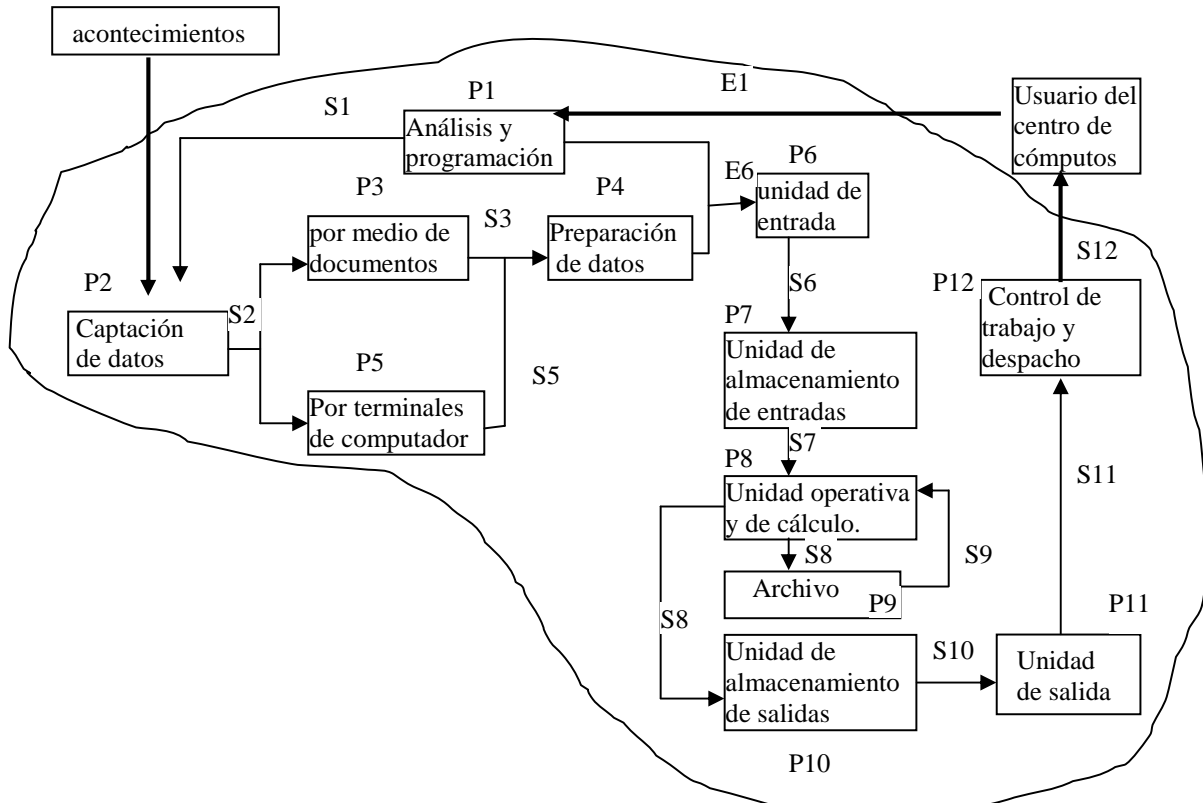 acontecimientos
E1
P1
S1
Análisis y
programación
Usuario del
centro de
cómputos
P6
E6
unidad de
entrada
P3
S3
P4
por medio de
documentos
Preparación
de datos
S12
P12
S6
P2
S2
Captación
de datos
P7
Control de
trabajo y
despacho
P5
S5
Unidad de
almacenamiento
de entradas
Por terminales
de computador
S7
P8
S11
Unidad operativa
y de cálculo.
S8
S9
Archivo
P9
P11
S8
Unidad de
almacenamiento
de salidas
S10
Unidad
de salida
P10